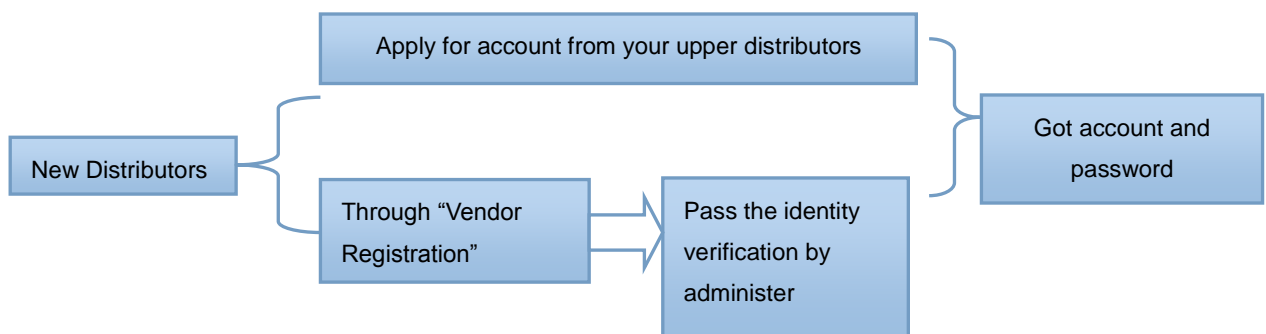 Apply for account from your upper distributors
New Distributors
Through “Vendor
Registration”
Pass the identity
verification by
administer
Got account and
password